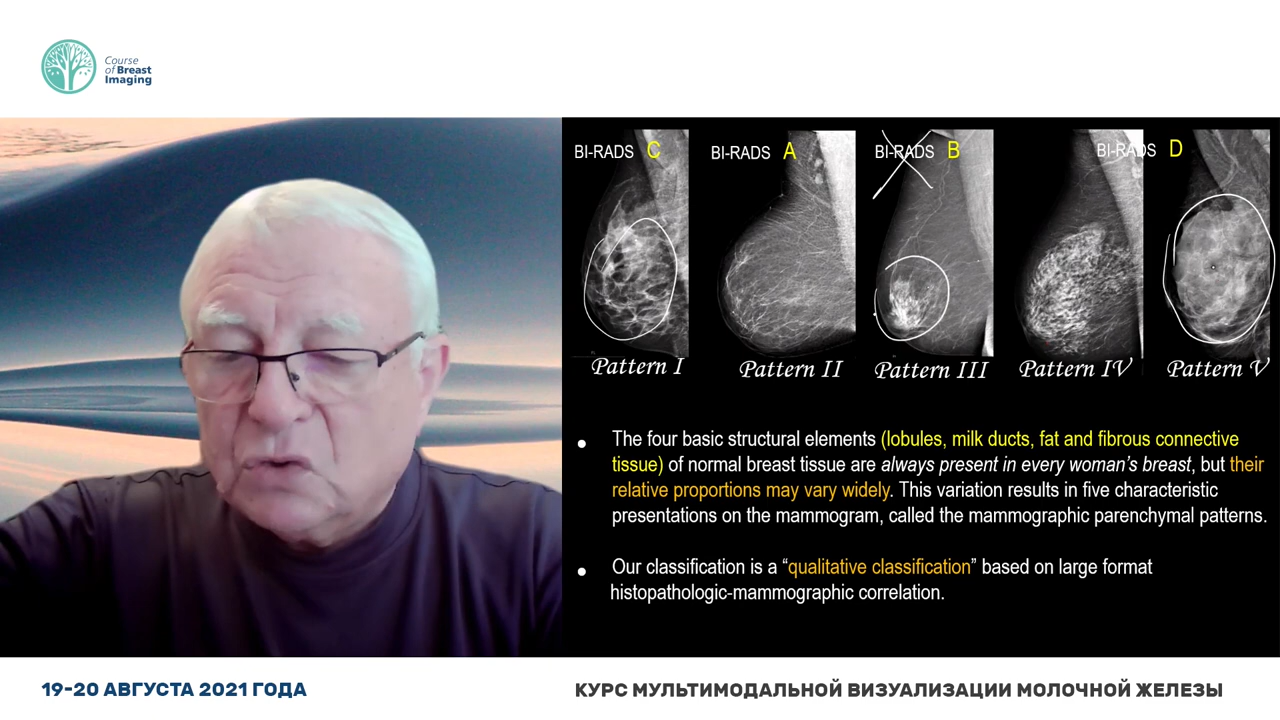 Course
of Breast
Imaging
BI-RADS C
BI-RADS A
BI-RADS B
BI-RADS D
Pattern I
Pattern II
Pattern III
Pattern IV
Pattern V
• The four basic structural elements (lobules, milk ducts, fat and fibrous connective
tissue) of normal breast tissue are always present in every woman’s breast, but their
relative proportions may vary widely. This variation results in five characteristic
presentations on the mammogram, called the mammographic parenchymal patterns.
• Our classification is a “qualitative classification” based on large format
histopathologic-mammographic correlation.
19-20 АВГУСТА 2021 ГОДА
КУРС МУЛЬТИМОДАЛЬНОЙ ВИЗУАЛИЗАЦИИ МОЛОЧНОЙ ЖЕЛЕЗЫ